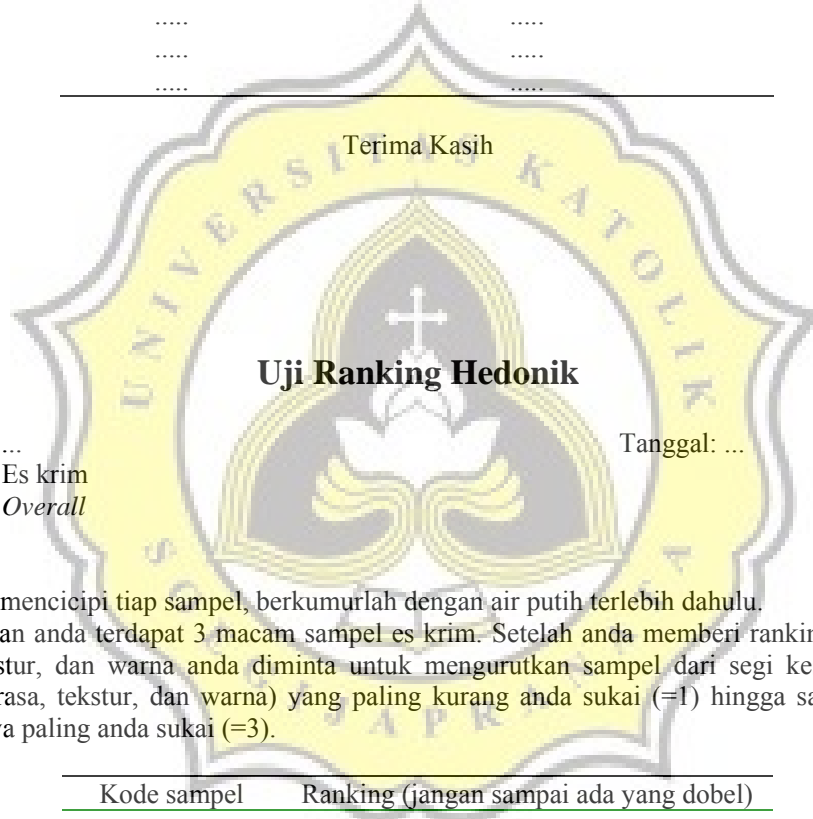 ..... .....
..... .....
..... .....
Terima Kasih
UNIVERSITAS KATOLIK
Uji Ranking Hedonik
... Tanggal: ...
Es krim
Overall
mencicipi tiap sampel, berkumurlah dengan air putih terlebih dahulu.
an anda terdapat 3 macam sampel es krim. Setelah anda memberi rankin
stur, dan warna anda diminta untuk mengurutkan sampel dari segi ke
rasa, tekstur, dan warna) yang paling kurang anda sukai (=1) hingga sa
a paling anda sukai (=3).
SOEGIJAPRANATA
Kode sampel Ranking (jangan sampai ada yang dobel)